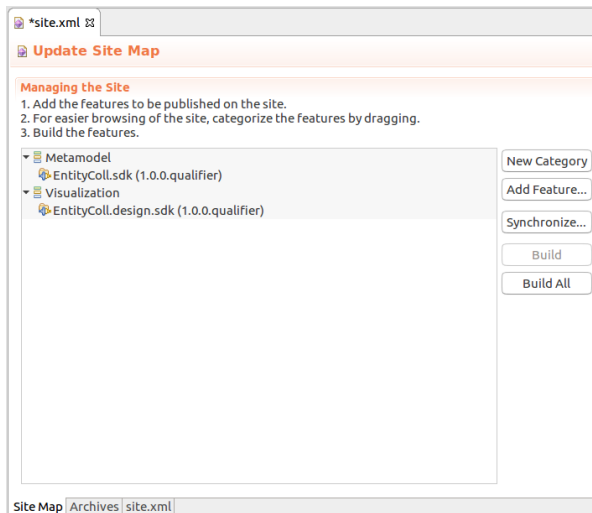 *site.xml
Update Site Map
Managing the Site
1. Add the features to be published on the site.
2. For easier browsing of the site, categorize the features by dragging.
3. Build the features.
Metamodel
EntityColl.sdk (1.0.0.qualifier)
Visualization
EntityColl.design.sdk (1.0.0.qualifier)
New Category
Add Feature...
Synchronize...
Build
Build All
Site Map Archives site.xml